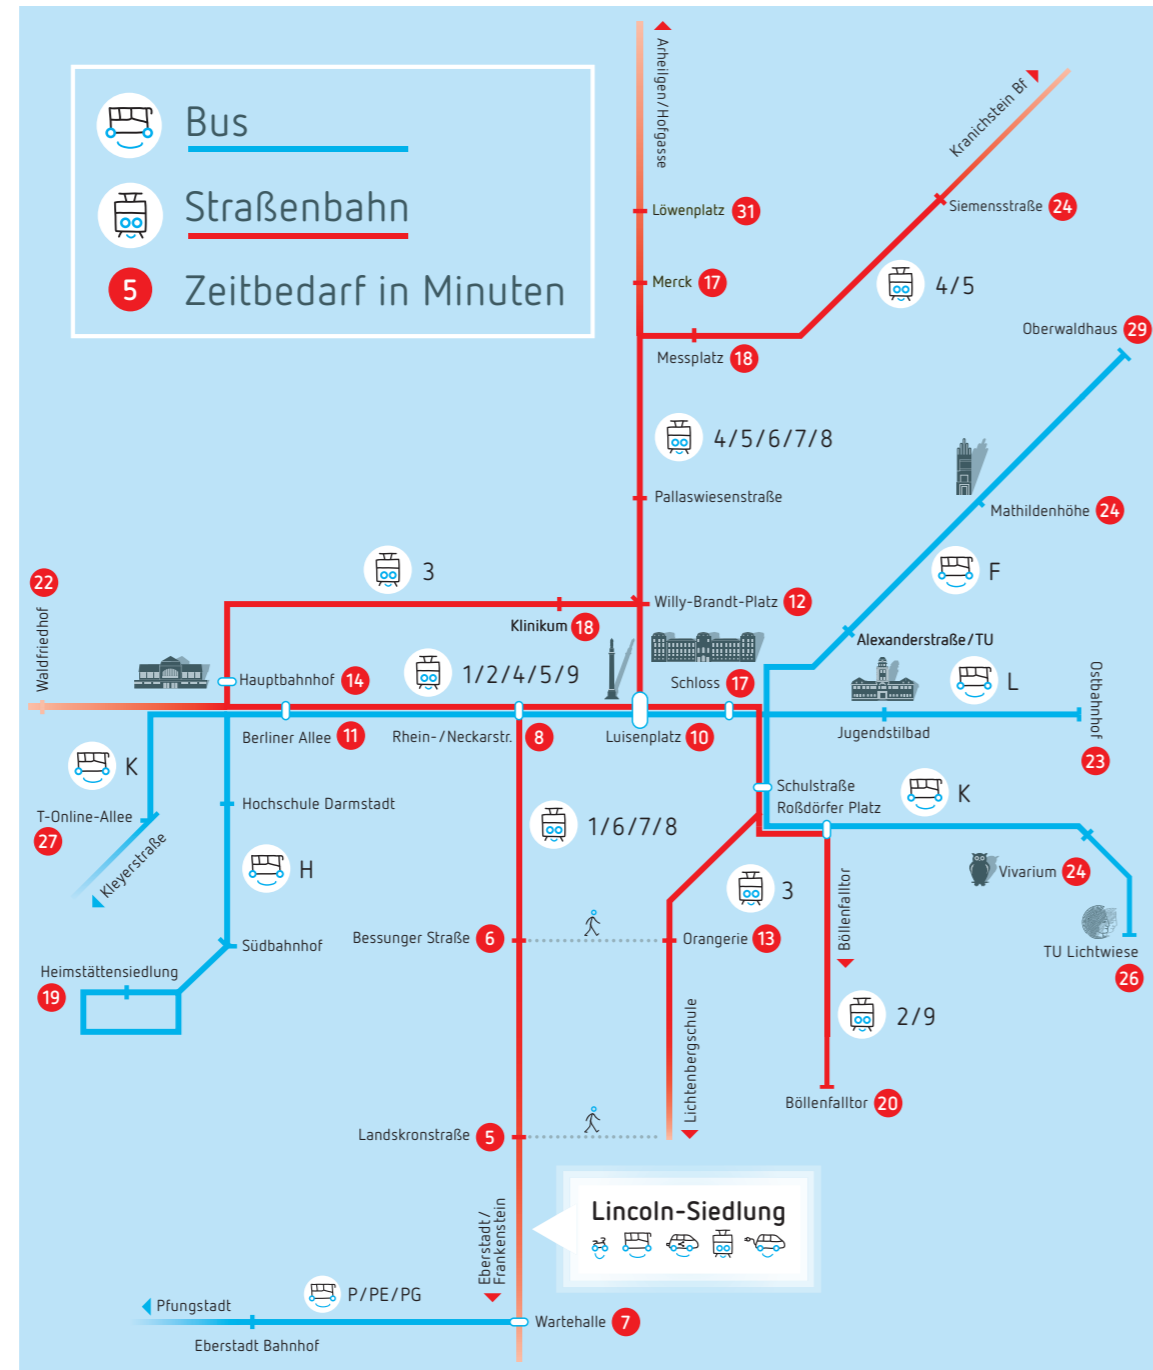 Bus
Straßenbahn
5 Zeitbedarf in Minuten
Arheilgen/Hofgasse
Kranichstein Bf
Löwenplatz 31
Siemensstraße 24
Merck 17
4/5
Oberwaldhaus 29
Messplatz 18
4/5/6/7/8
Pallaswiesenstraße
Mathildenhöhe 24
F
3
22
Waldfriedhof
Willy-Brandt-Platz 12
Klinikum 18
Alexanderstraße/TU
Hauptbahnhof 14
1/2/4/5/9
Schloss 17
L
Ostbahnhof
23
Berliner Allee 11
Rhein-/Neckarstr. 8
Luisenplatz 10
Jugendstilbad
K
Schulstraße
Roßdörfer Platz
K
Hochschule Darmstadt
T-Online-Allee
27
Kleyerstraße
1/6/7/8
H
Vivarium 24
3
Böllenfalltor
Bessunger Straße 6
Orangerie 13
Südbahnhof
TU Lichtwiese
26
Heimstättensiedlung
19
2/9
Lichtenbergschule
Böllenfalltor 20
Landskronstraße 5
Lincoln-Siedlung
Eberstadt/
Frankenstein
P/PE/PG
Pfungstadt
Wartehalle 7
Eberstadt Bahnhof